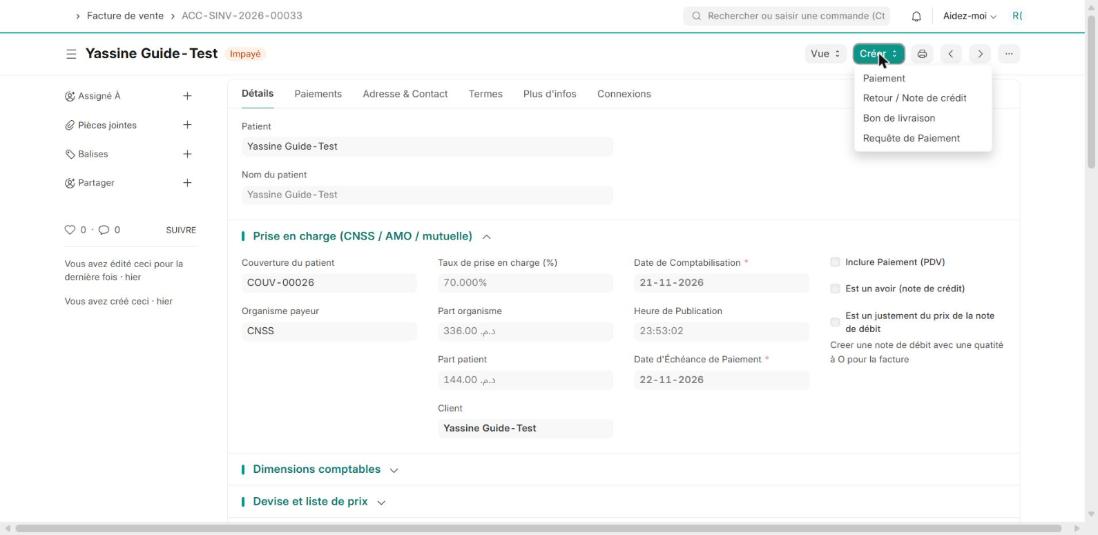 Facture de vente
ACC-SINV-2026-00033
Rechercher ou saisir une commande (Ct
Aidez-moi
R(
Yassine Guide-Test
Impayé
Vue
Créer
Paiement
Retour / Note de crédit
Bon de livraison
Requête de Paiement
Assigné À
Pièces jointes
Balises
Partager
0 · 0
SUIVRE
Vous avez édité ceci pour la
dernière fois · hier
Vous avez créé ceci · hier
Détails
Paiements
Adresse & Contact
Termes
Plus d'infos
Connexions
Patient
Yassine Guide-Test
Nom du patient
Yassine Guide-Test
Prise en charge (CNSS / AMO / mutuelle)
Couverture du patient
COUV-00026
Organisme payeur
CNSS
Taux de prise en charge (%)
70.000%
Part organisme
336.00 د.م.
Part patient
144.00 د.م.
Client
Yassine Guide-Test
Date de Comptabilisation *
21-11-2026
Heure de Publication
23:53:02
Date d'Échéance de Paiement *
22-11-2026
Inclure Paiement (PDV)
Est un avoir (note de crédit)
Est un justement du prix de la note
de débit
Creer une note de débit avec une quatité
à O pour la facture
Dimensions comptables
Devise et liste de prix